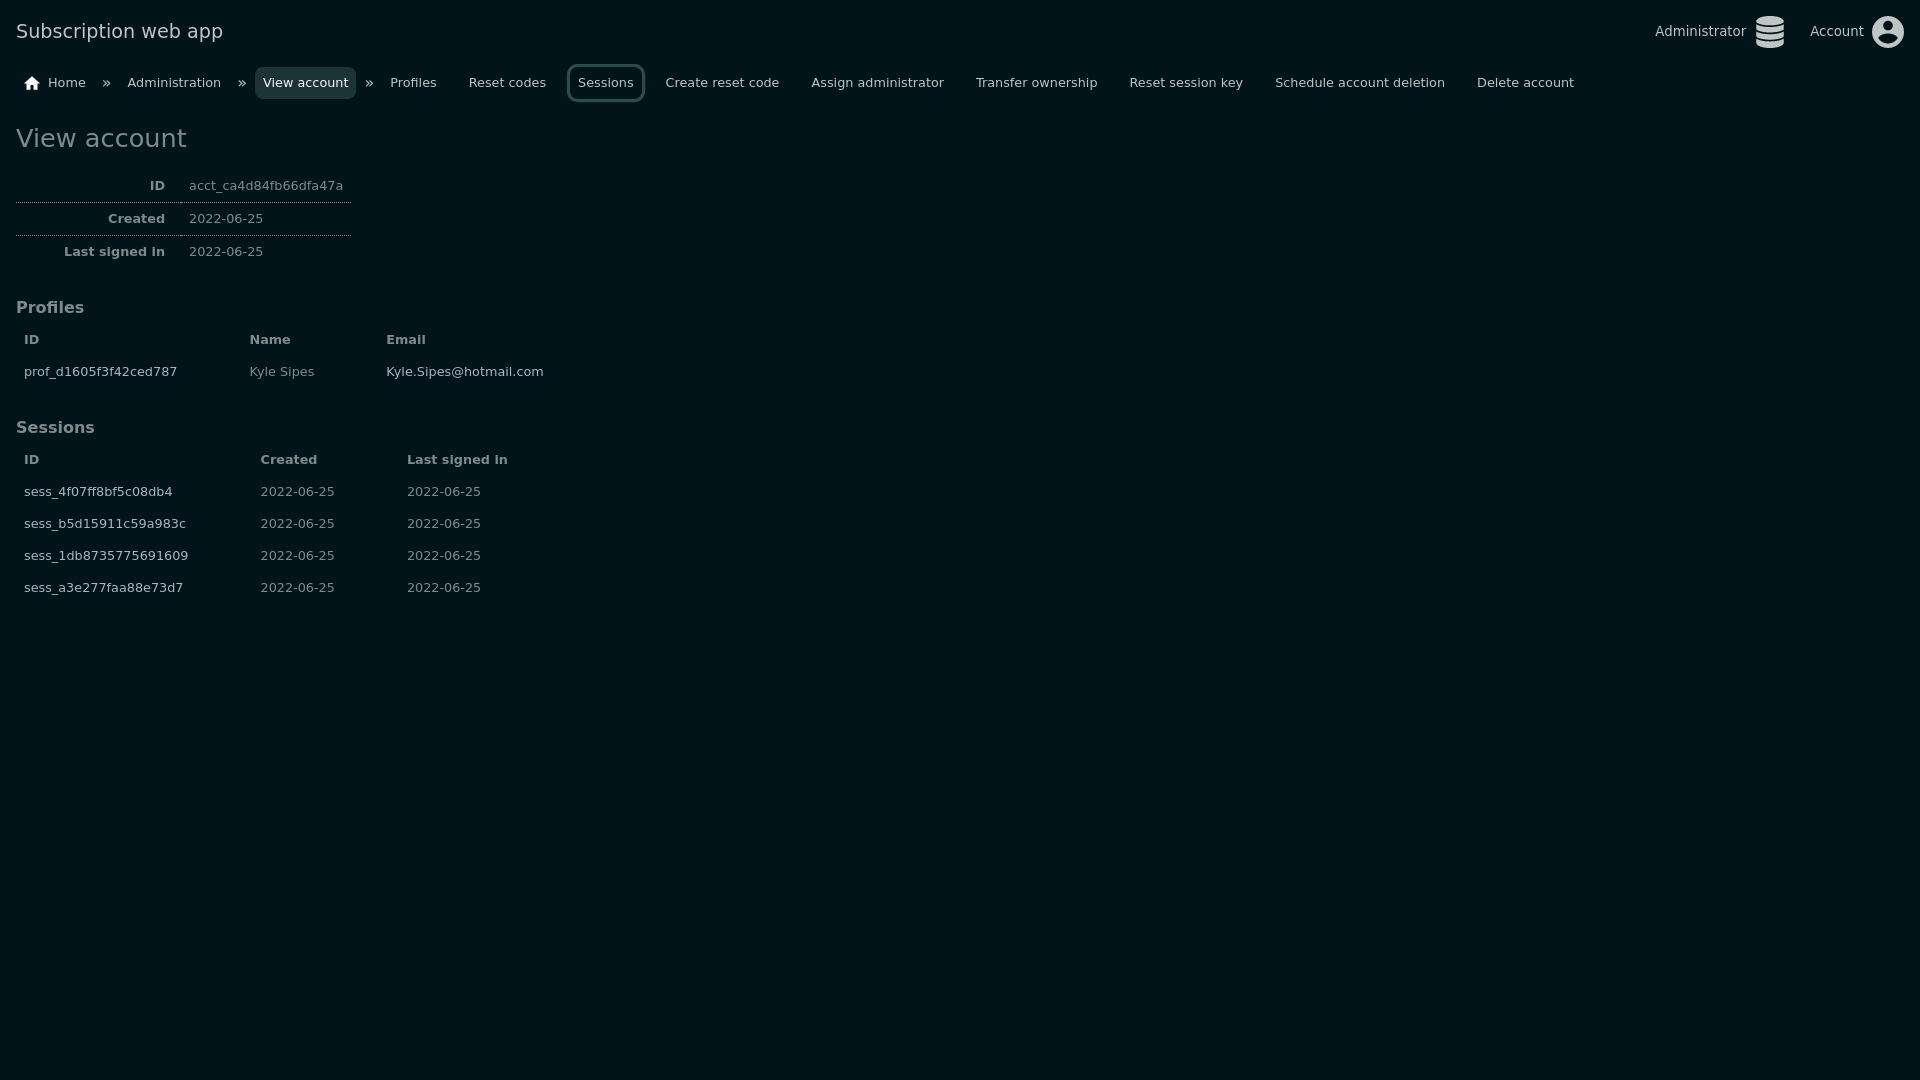 Subscription web app
Administrator
Account
Home » Administration » View account » Profiles Reset codes Sessions Create reset code Assign administrator Transfer ownership Reset session key Schedule account deletion Delete account
View account
ID acct_ca4d84fb66dfa47a
Created 2022-06-25
Last signed in 2022-06-25
Profiles
ID Name Email
prof_d1605f3f42ced787 Kyle Sipes Kyle.Sipes@hotmail.com
Sessions
ID Created Last signed in
sess_4f07ff8bf5c08db4 2022-06-25 2022-06-25
sess_b5d15911c59a983c 2022-06-25 2022-06-25
sess_1db8735775691609 2022-06-25 2022-06-25
sess_a3e277faa88e73d7 2022-06-25 2022-06-25